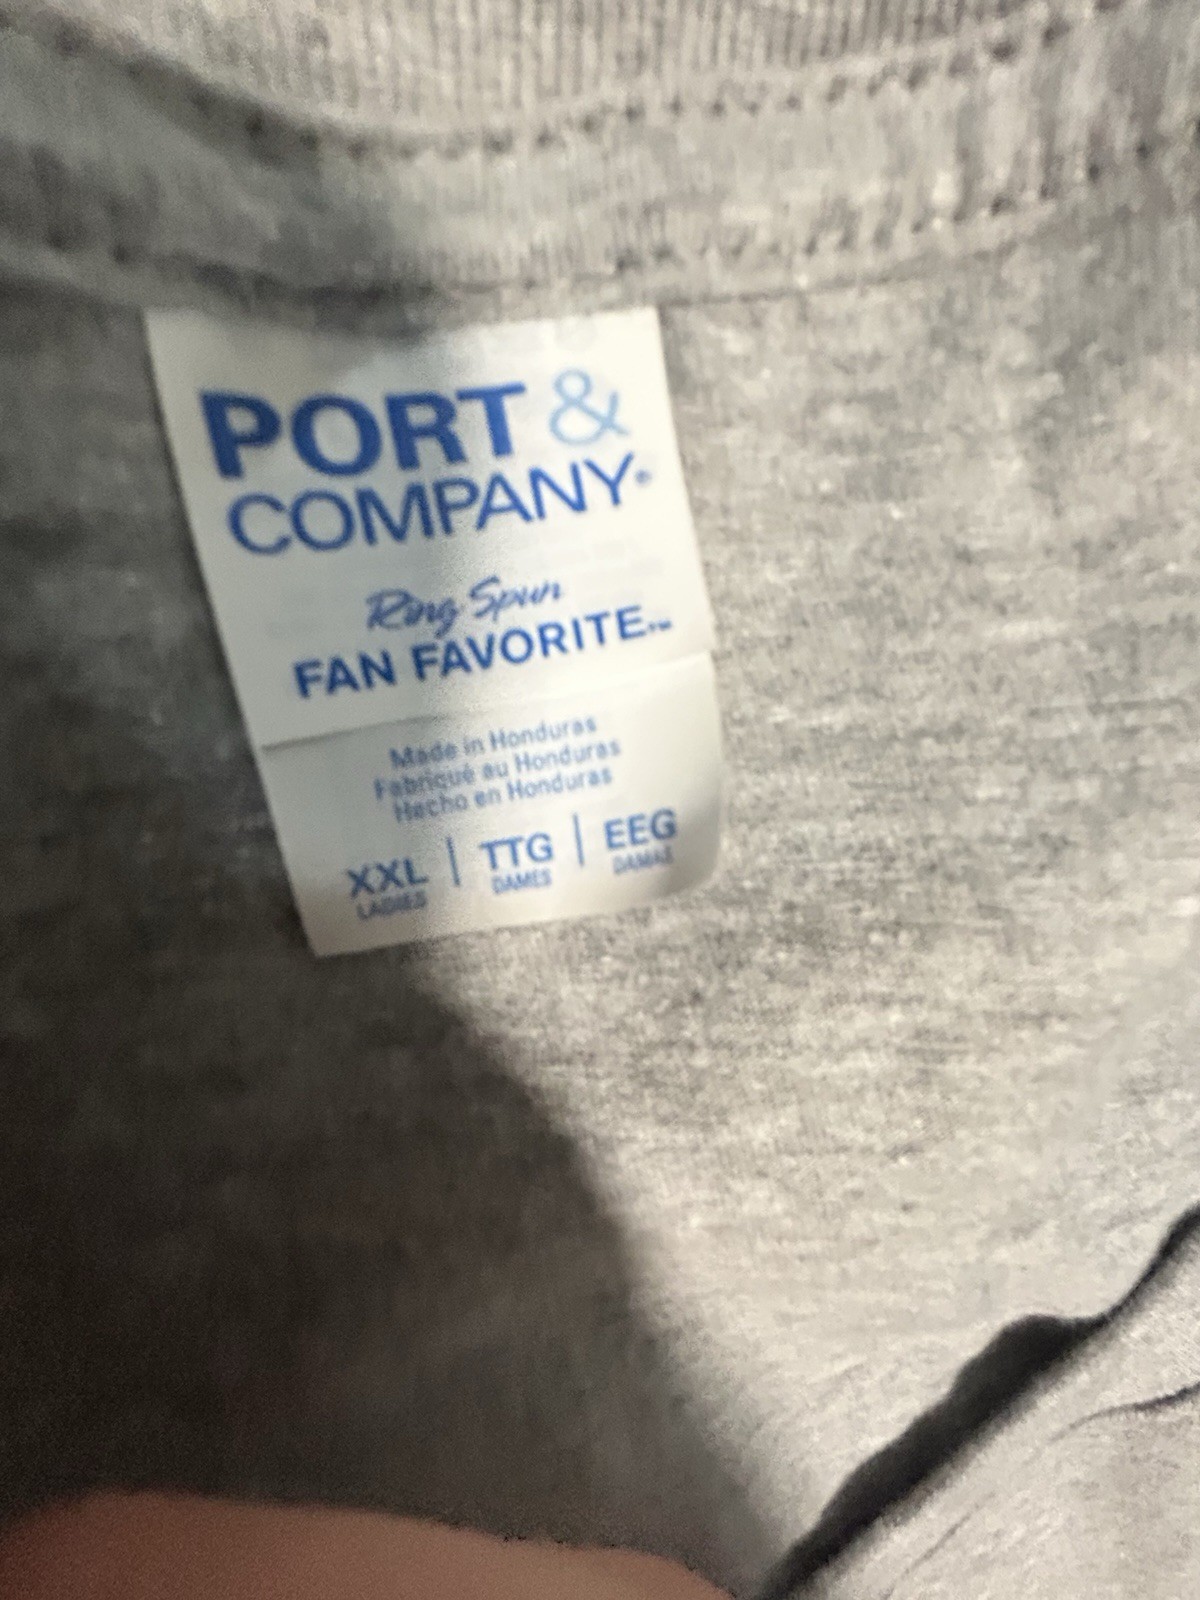 PORT &
COMPANY®
Ring Spun
FAN FAVORITE™
Made in Honduras
Fabriqué au Honduras
Hecho en Honduras
XXL | TTG | EEG
LADIES DAMES DAMAS